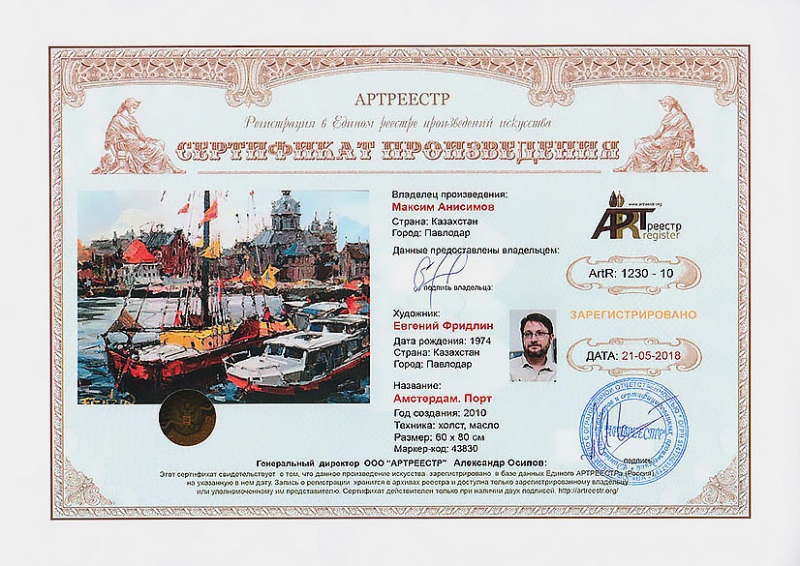 АРТРЕЕСТР
Регистрация в Едином реестре произведений искусства
СЕРТИФИКАТ ПРОИЗВЕДЕНИЯ
Владелец произведения:
Максим Анисимов
Страна: Казахстан
Город: Павлодар
Данные предоставлены владельцем:
подпись владельца:
Художник:
Евгений Фридлин
Дата рождения: 1974
Страна: Казахстан
Город: Павлодар
Название:
Амстердам. Порт
Год создания: 2010
Техника: холст, масло
Размер: 60 x 80 см
Маркер-код: 43830
www.artreestr.org
ARTреестр
register
ArtR: 1230 - 10
ЗАРЕГИСТРИРОВАНО
ДАТА: 21-05-2018
подпись
Генеральный директор ООО "АРТРЕЕСТР" Александр Осипов:
Этот сертификат свидетельствует о том, что данное произведение искусства зарегистрировано в базе данных Единого АРТРЕЕСТРа (Россия)
на указанную в нем дату. Запись о регистрации хранится в архивах реестра и доступна только зарегистрированному владельцу
или уполномоченному им представителю. Сертификат действителен только при наличии двух подписей. http://artreestr.org/